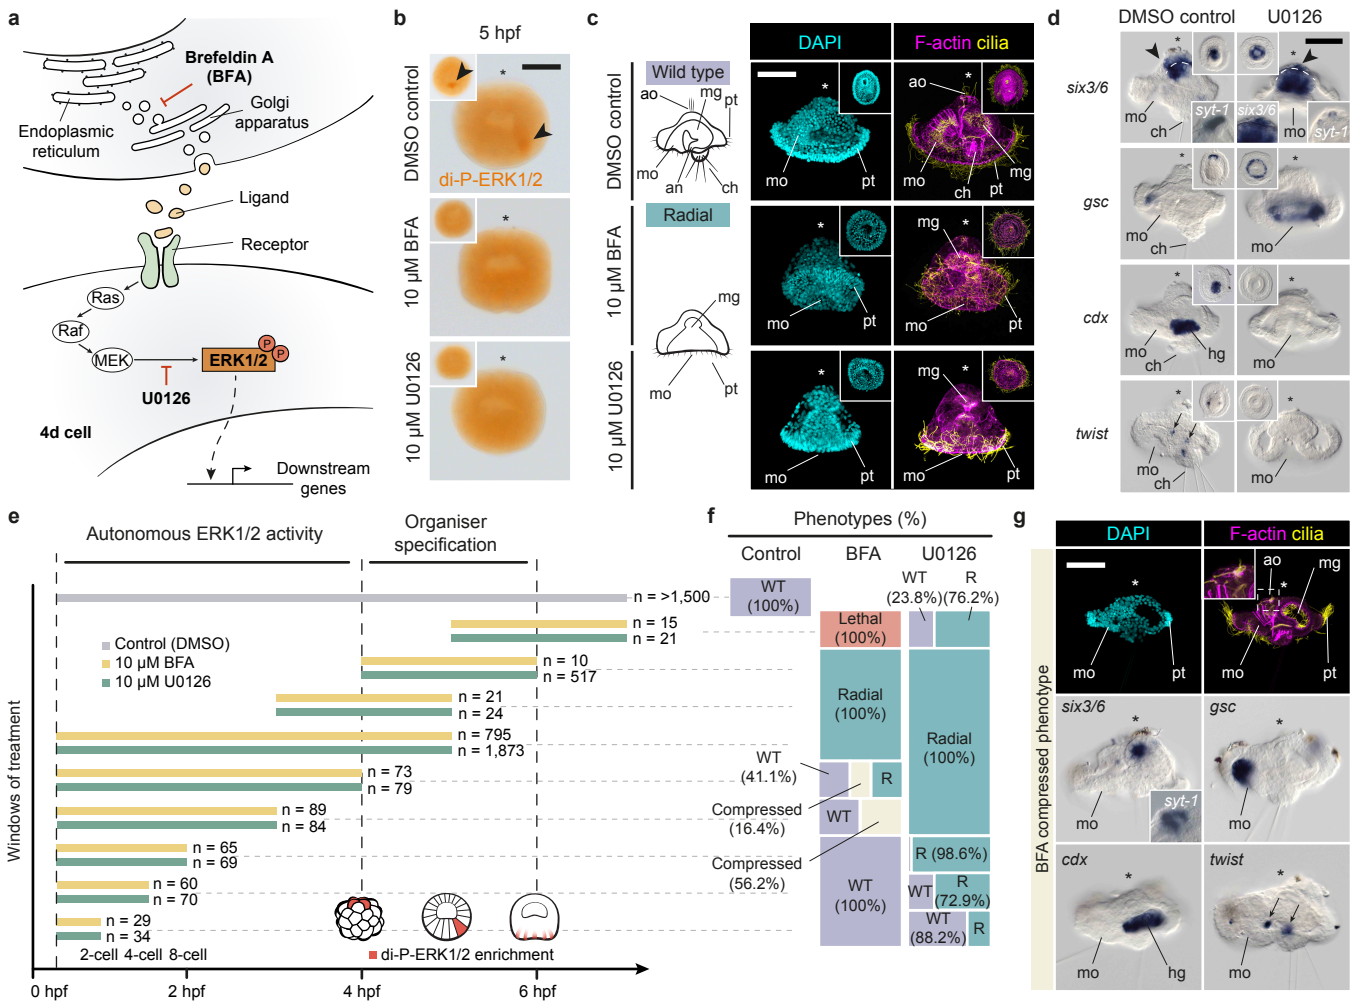 a
Brefeldin A
(BFA)
Endoplasmic
reticulum
Golgi
apparatus
Ligand
Receptor
Ras
Raf
MEK
ERK1/2
P
P
U0126
4d cell
Downstream
genes
b
5 hpf
DMSO control
*
di-P-ERK1/2
10 µM BFA
*
10 µM U0126
*
c
DAPI
F-actin cilia
DMSO control
Wild type
ao
mg
pt
mo
an
ch
*
mo
pt
ao
*
mo
ch
pt
mg
10 µM BFA
Radial
mg
mo
pt
*
mo
pt
mg
*
mo
pt
10 µM U0126
*
mo
pt
mg
*
mo
pt
d
DMSO control
U0126
six3/6
*
mo
ch
syt-1
six3/6
*
mo
syt-1
gsc
*
mo
ch
*
mo
cdx
*
mo
ch
hg
*
mo
twist
*
mo
ch
*
mo
e
Autonomous ERK1/2 activity
Organiser
specification
Windows of treatment
n = >1,500
Control (DMSO)
10 µM BFA
10 µM U0126
n = 15
n = 21
n = 10
n = 517
n = 21
n = 24
n = 795
n = 1,873
n = 73
n = 79
n = 89
n = 84
n = 65
n = 69
n = 60
n = 70
n = 29
n = 34
2-cell 4-cell 8-cell
di-P-ERK1/2 enrichment
0 hpf
2 hpf
4 hpf
6 hpf
f
Phenotypes (%)
Control
BFA
U0126
WT
(100%)
WT
(23.8%)
R
(76.2%)
Lethal
(100%)
Radial
(100%)
Radial
(100%)
WT
(41.1%)
R
Compressed
(16.4%)
WT
Compressed
(56.2%)
WT
(100%)
R (98.6%)
WT
R
(72.9%)
WT
(88.2%)
R
g
DAPI
F-actin cilia
BFA compressed phenotype
*
mo
pt
ao
*
mg
mo
pt
six3/6
*
mo
syt-1
gsc
*
mo
cdx
*
mo
hg
twist
*
mo